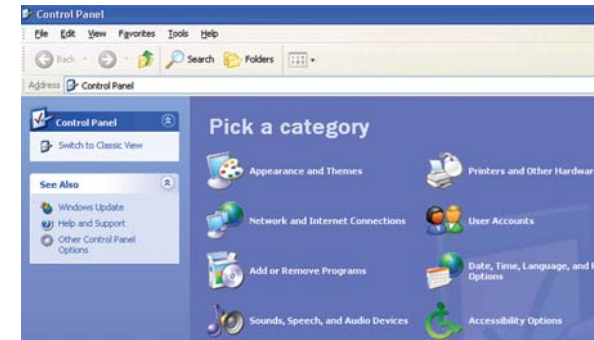 Control Panel
File Edit View Favorites Tools Help
Back Search Folders
Address Control Panel
Control Panel
Switch to Classic View
See Also
Windows Update
Help and Support
Other Control Panel
Options
Pick a category
Appearance and Themes
Printers and Other Hardwar
Network and Internet Connections
User Accounts
Add or Remove Programs
Date, Time, Language, and
Options
Sounds, Speech, and Audio Devices
Accessibility Options